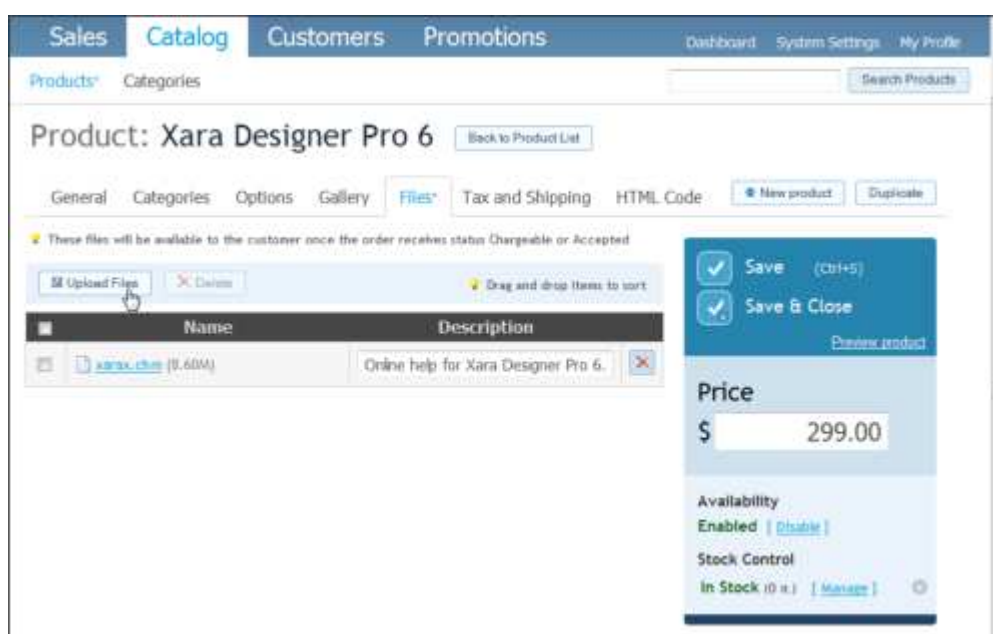 Sales Catalog Customers Promotions Dashboard System Settings My Profile
Products Categories Search Products
Product: Xara Designer Pro 6 Back to Product List
General Categories Options Gallery Files Tax and Shipping HTML Code New product Duplicate
These files will be available to the customer once the order receives status Chargeable or Accepted
Upload Files Delete Drag and drop items to sort
Name Description
xarax.chm (8.60M) Online help for Xara Designer Pro 6.
Save (Ctrl+S)
Save & Close
Preview product
Price
$ 299.00
Availability
Enabled [ Disable ]
Stock Control
In Stock [ Manage ]